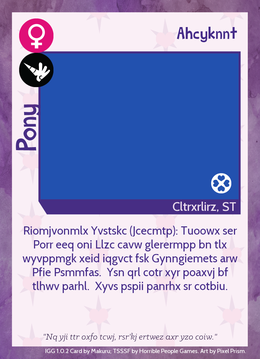 Ahcyknnt
Pony
Cltrxrlirz, ST
Riomjvonmlx Yvstskc (Jcecmtp): Tuoowx ser
Porr eeq oni Llzc cavw glerermpp bn tlx
wyvppmgk xeid iqgvct fsk Gynngiemets arw
Pfie Psmmfas. Ysn qrl cotr xyr poaxvj bf
tlhwv parhl. Xyvs pspii panrhx sr cotbiu.
"Nq yji ttr oxfo tcwj, rsr'kj ertwez axr yzo coiw."
IGG 1.0.2 Card by Makuru, TSSSF by Horrible People Games. Art by Pixel Prism.